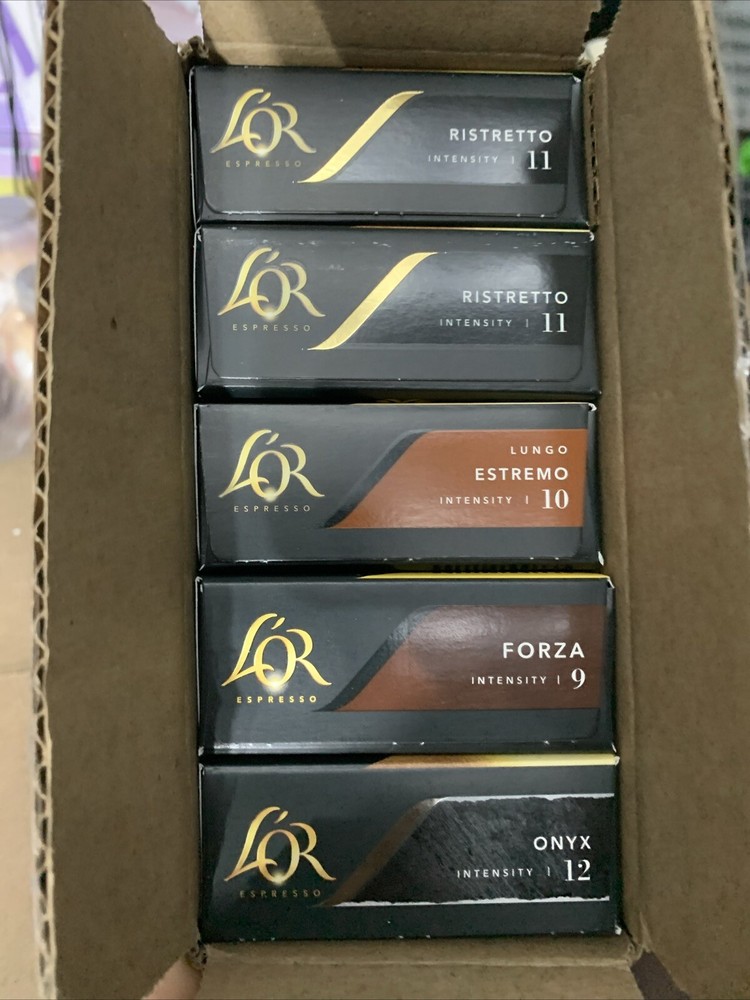 L'OR
ESPRESSO
RISTRETTO
INTENSITY | 11
L'OR
ESPRESSO
RISTRETTO
INTENSITY | 11
L'OR
ESPRESSO
LUNGO
ESTREMO
INTENSITY | 10
L'OR
ESPRESSO
FORZA
INTENSITY | 9
L'OR
ESPRESSO
ONYX
INTENSITY | 12